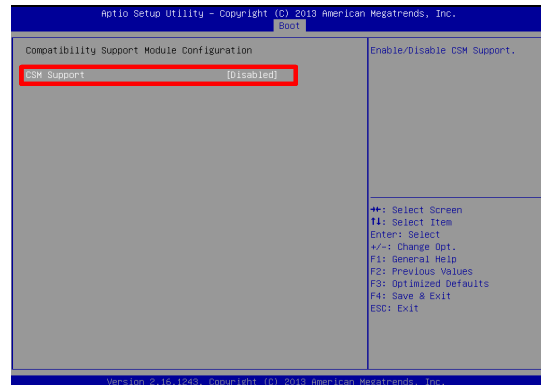 Aptio Setup Utility – Copyright (C) 2013 American Megatrends, Inc.
Boot
Compatibility Support Module Configuration
CSM Support [Disabled]
Enable/Disable CSM Support.
→←: Select Screen
↑↓: Select Item
Enter: Select
+/-: Change Opt.
F1: General Help
F2: Previous Values
F3: Optimized Defaults
F4: Save & Exit
ESC: Exit
Version 2.16.1243. Copyright (C) 2013 American Megatrends, Inc.